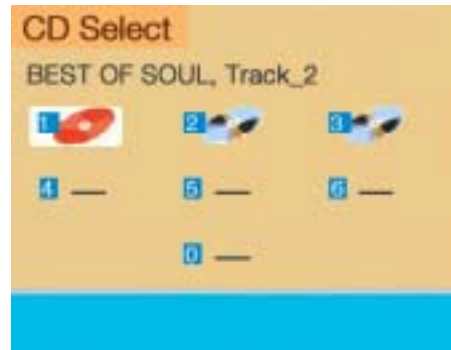 CD Select
BEST OF SOUL, Track_2
1 2 3
4 — 5 — 6 —
0 —